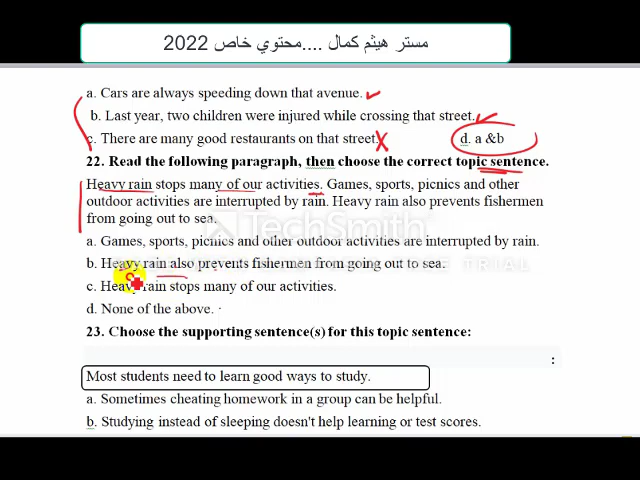 مستر هيثم كمال .... محتوي خاص 2022
a. Cars are always speeding down that avenue.
b. Last year, two children were injured while crossing that street.
c. There are many good restaurants on that street. d. a &b
22. Read the following paragraph, then choose the correct topic sentence.
Heavy rain stops many of our activities. Games, sports, picnics and other
outdoor activities are interrupted by rain. Heavy rain also prevents fishermen
from going out to sea.
TechSmith
a. Games, sports, picnics and other outdoor activities are interrupted by rain.
b. Heavy rain also prevents fishermen from going out to sea.
TRIAL
c. Heavy rain stops many of our activities.
d. None of the above.
23. Choose the supporting sentence(s) for this topic sentence:
:
Most students need to learn good ways to study.
a. Sometimes cheating homework in a group can be helpful.
b. Studying instead of sleeping doesn't help learning or test scores.